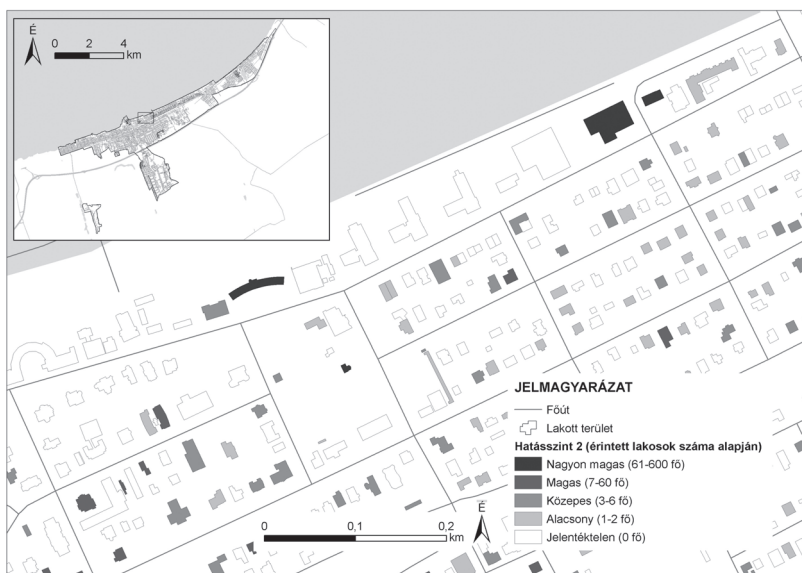 É
0 2 4
km
JELMAGYARÁZAT
Főút
Lakott terület
Hatásszint 2 (érintett lakosok száma alapján)
Nagyon magas (61-600 fő)
Magas (7-60 fő)
Közepes (3-6 fő)
Alacsony (1-2 fő)
Jelentéktelen (0 fő)
É
0 0,1 0,2
km